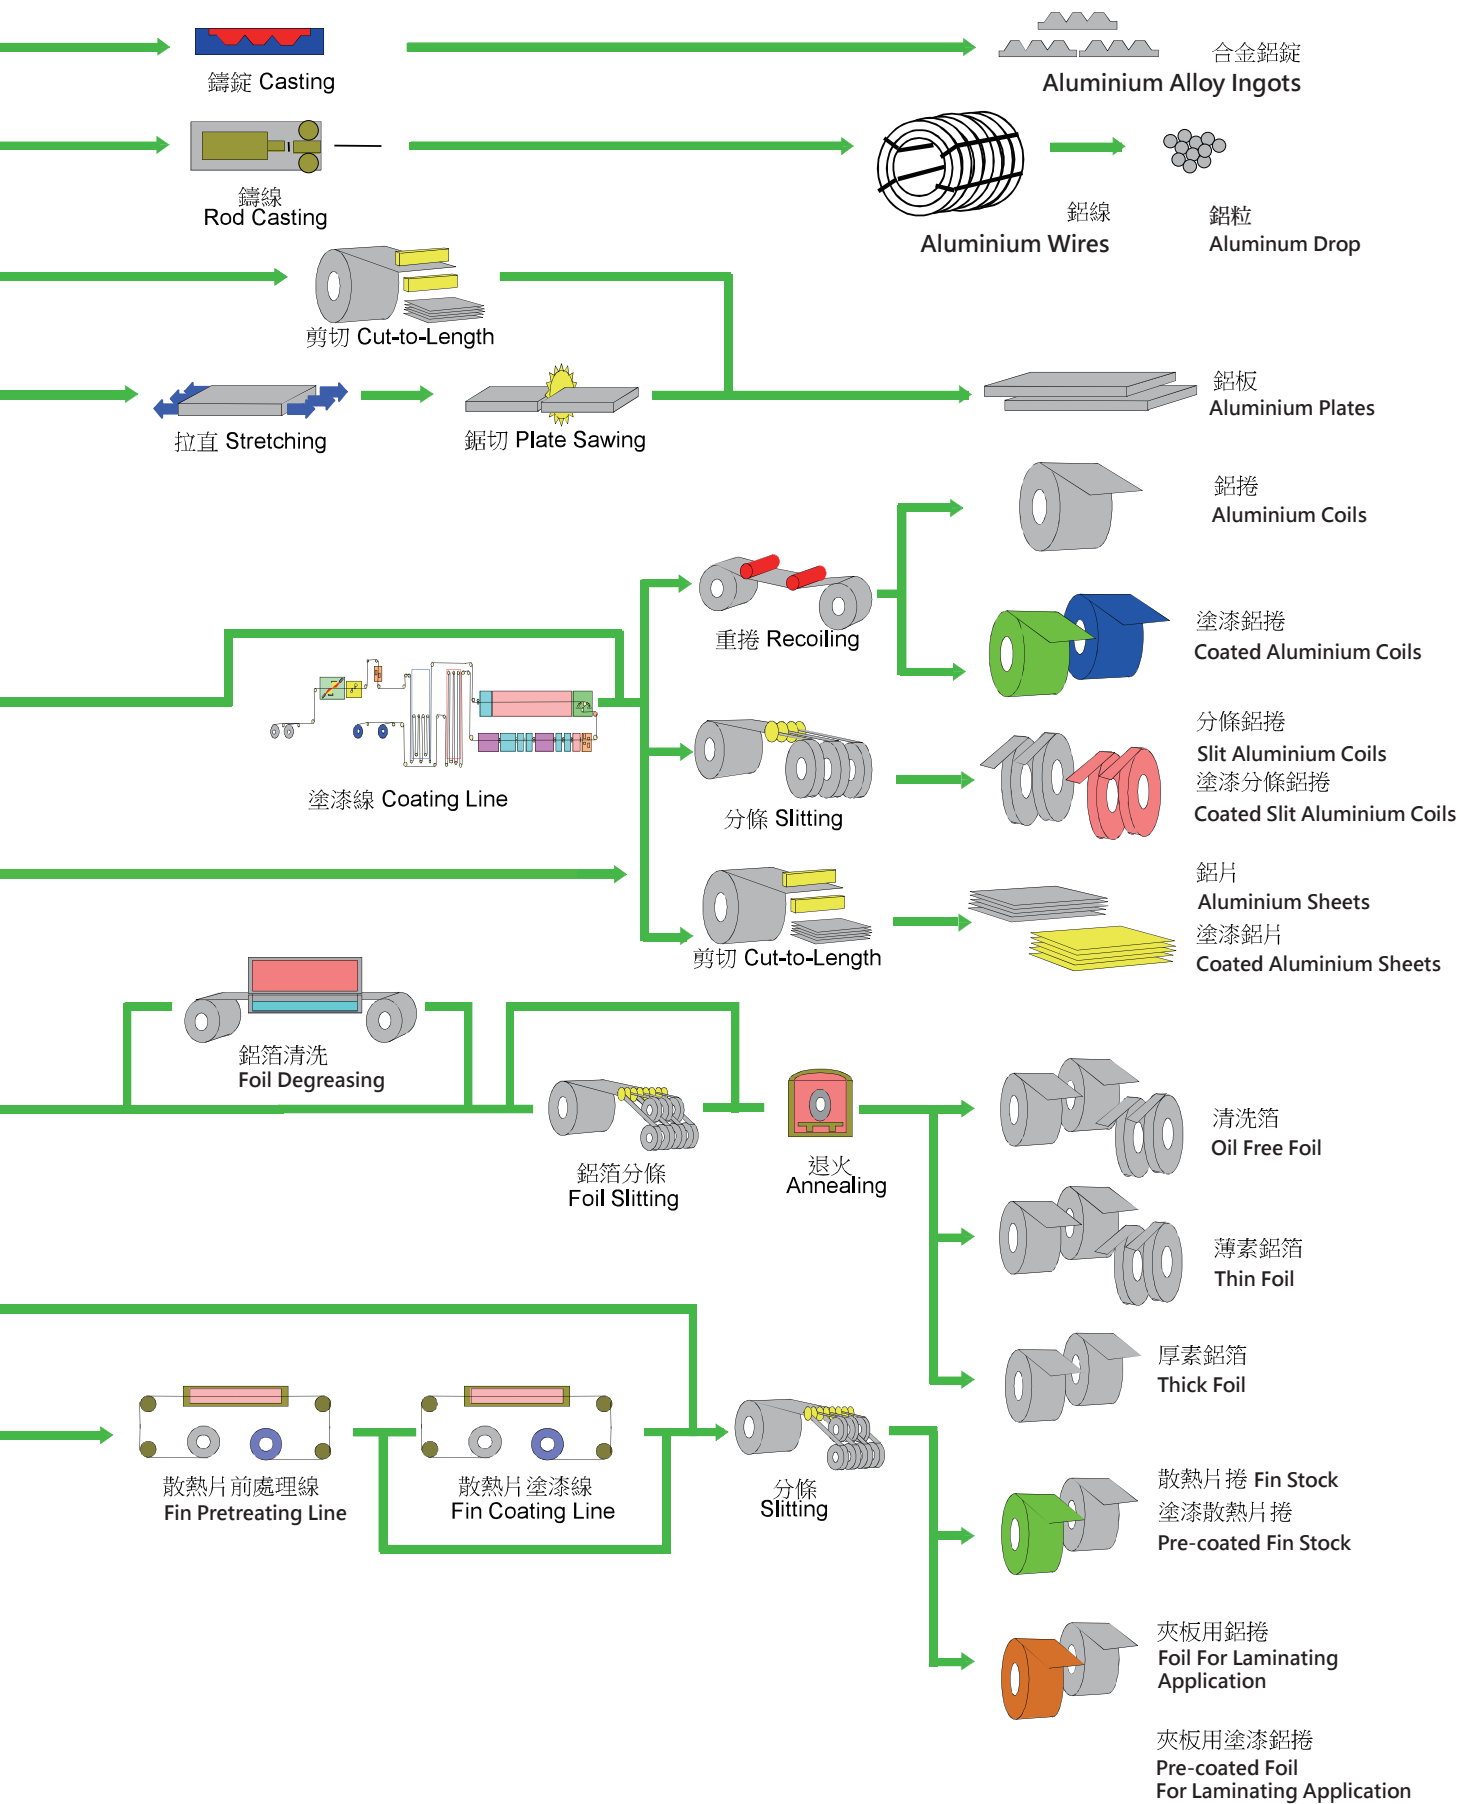 鑄錠 Casting
合金鋁錠
Aluminium Alloy Ingots
鑄線
Rod Casting
鋁線
Aluminium Wires
鋁粒
Aluminum Drop
剪切 Cut-to-Length
拉直 Stretching
鋸切 Plate Sawing
鋁板
Aluminium Plates
鋁捲
Aluminium Coils
重捲 Recoiling
塗漆鋁捲
Coated Aluminium Coils
塗漆線 Coating Line
分條 Slitting
分條鋁捲
Slit Aluminium Coils
塗漆分條鋁捲
Coated Slit Aluminium Coils
剪切 Cut-to-Length
鋁片
Aluminium Sheets
塗漆鋁片
Coated Aluminium Sheets
鋁箔清洗
Foil Degreasing
鋁箔分條
Foil Slitting
退火
Annealing
清洗箔
Oil Free Foil
薄素鋁箔
Thin Foil
厚素鋁箔
Thick Foil
散熱片前處理線
Fin Pretreating Line
散熱片塗漆線
Fin Coating Line
分條
Slitting
散熱片捲 Fin Stock
塗漆散熱片捲
Pre-coated Fin Stock
夾板用鋁捲
Foil For Laminating
Application
夾板用塗漆鋁捲
Pre-coated Foil
For Laminating Application